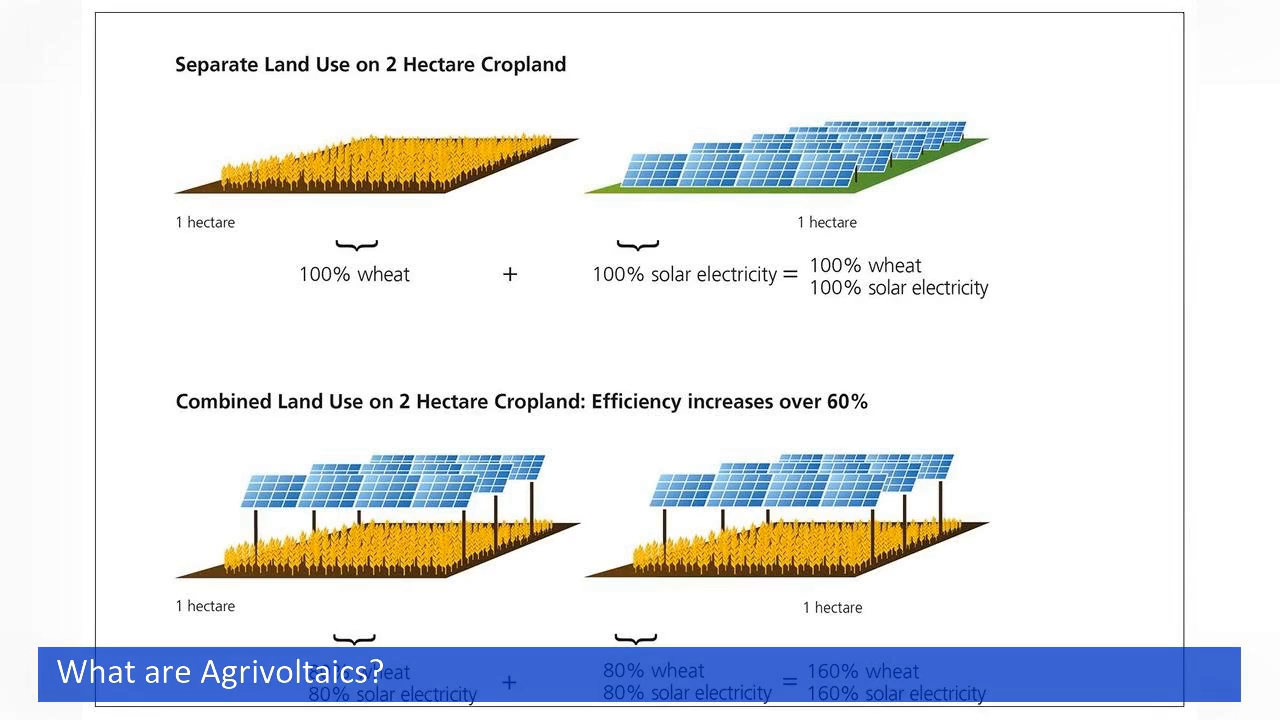 Separate Land Use on 2 Hectare Cropland
1 hectare
1 hectare
100% wheat + 100% solar electricity = 100% wheat
100% solar electricity
Combined Land Use on 2 Hectare Cropland: Efficiency increases over 60%
1 hectare
1 hectare
What are Agrivoltaics?
wheat
80% solar electricity + 80% wheat
80% solar electricity = 160% wheat
160% solar electricity